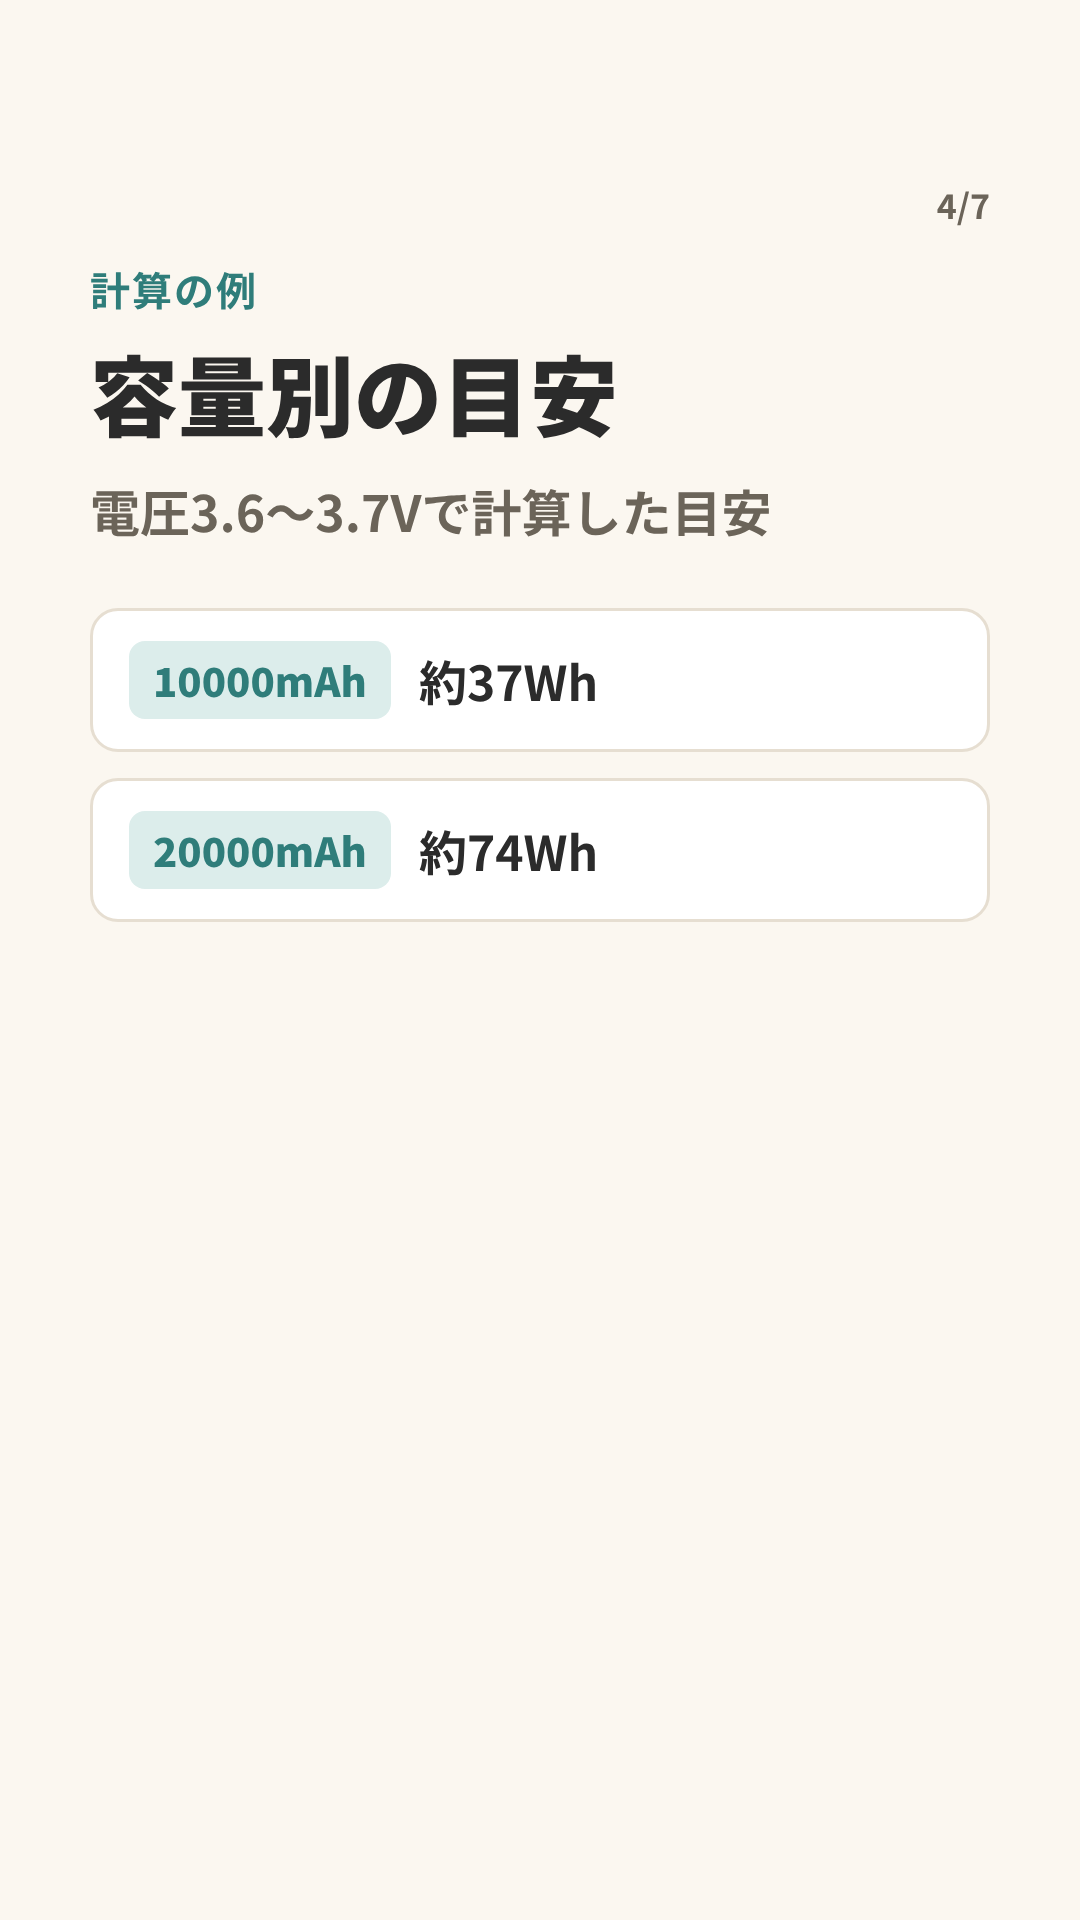 4/7
計算の例
容量別の目安
電圧3.6〜3.7Vで計算した目安
10000mAh 約37Wh
20000mAh 約74Wh